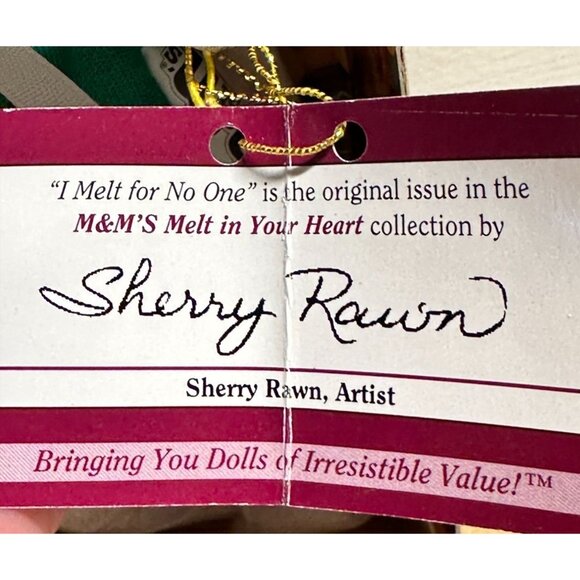 "I Melt for No One" is the original issue in the
M&M'S Melt in Your Heart collection by
Sherry Rawn
Sherry Rawn, Artist
Bringing You Dolls of Irresistible Value!™